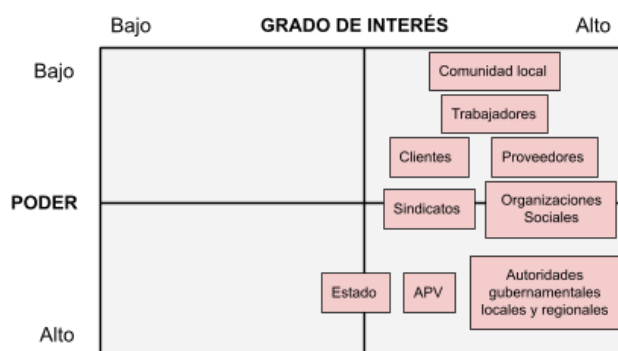 Bajo GRADO DE INTERÉS Alto
Bajo
Comunidad local
Trabajadores
Clientes Proveedores
PODER
Sindicatos
Organizaciones
Sociales
Estado APV
Autoridades
gubernamentales
locales y regionales
Alto